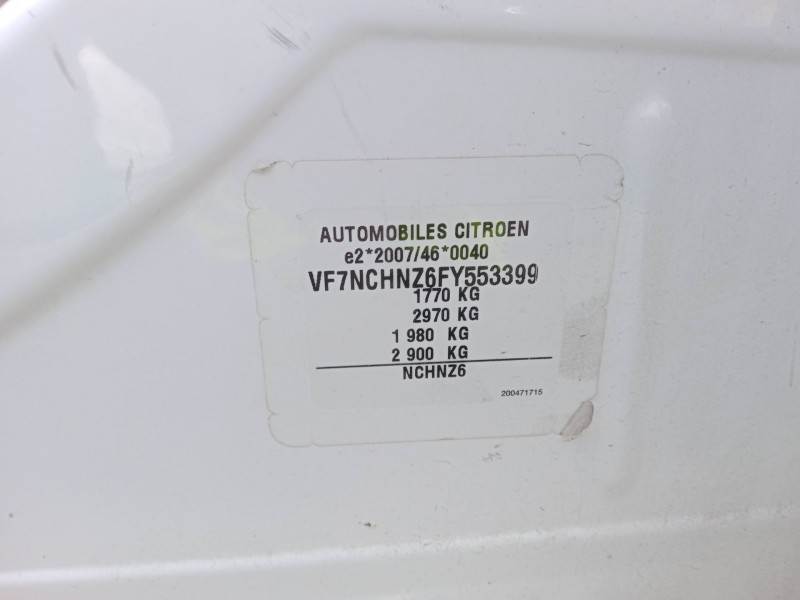 AUTOMOBILES CITROEN
e2*2007/46*0040
VF7NCHNZ6FY553399
1770 KG
2970 KG
1 980 KG
2 900 KG
NCHNZ6
200471715